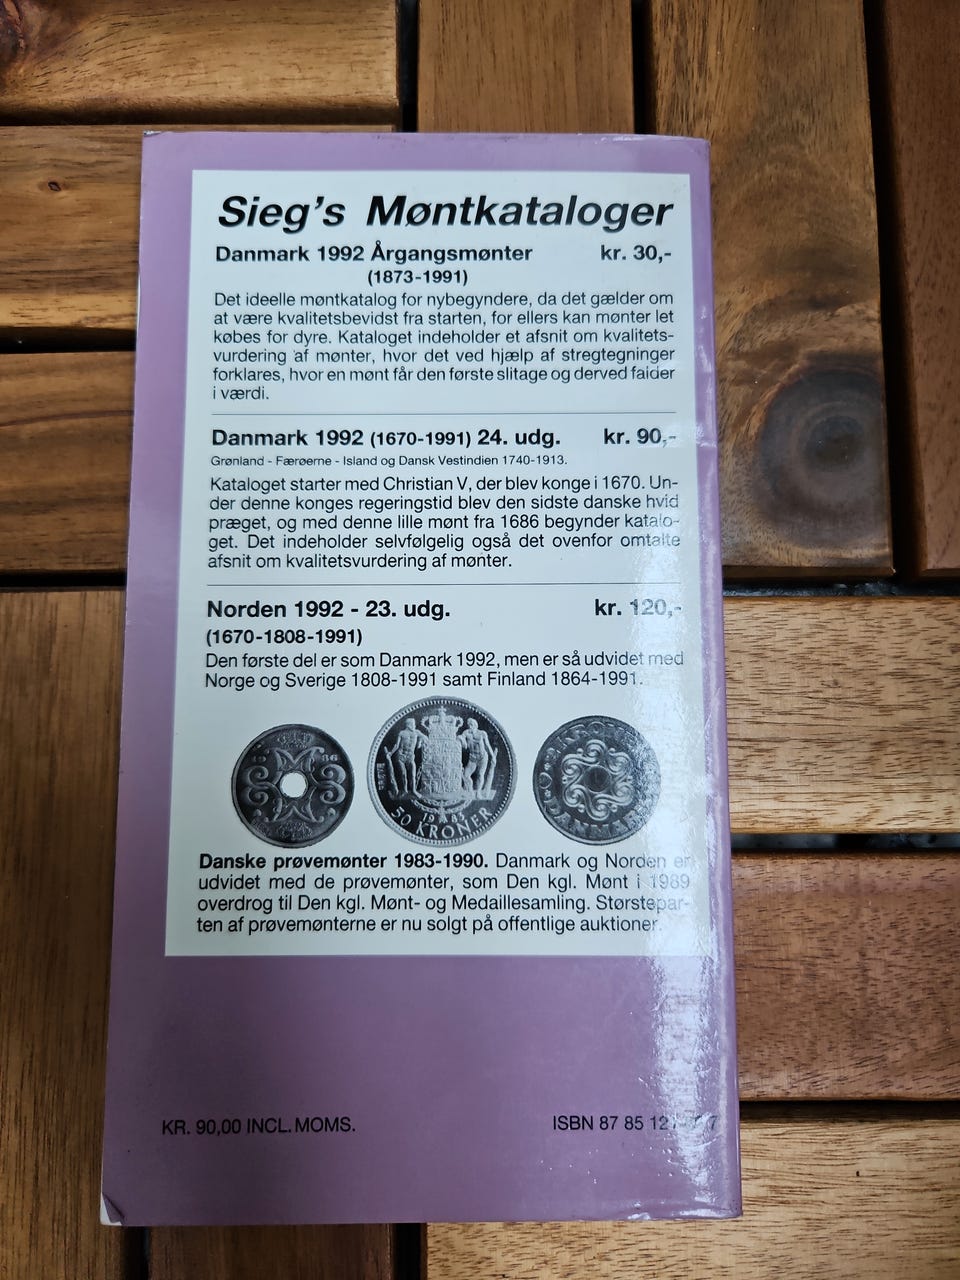 Sieg's Møntkataloger
Danmark 1992 Årgangsmønter kr. 30,-
(1873-1991)
Det ideelle møntkatalog for nybegyndere, da det gælder om
at være kvalitetsbevidst fra starten, for ellers kan mønter let
købes for dyre. Kataloget indeholder et afsnit om kvalitets-
vurdering af mønter, hvor det ved hjælp af stregtegninger
forklares, hvor en mønt får den første slitage og derved falder
i værdi.
Danmark 1992 (1670-1991) 24. udg. kr. 90,-
Grønland - Færøerne - Island og Dansk Vestindien 1740-1913.
Kataloget starter med Christian V, der blev konge i 1670. Un-
der denne konges regeringstid blev den sidste danske hvid
præget, og med denne lille mønt fra 1686 begynder katalo-
get. Det indeholder selvfølgelig også det ovenfor omtalte
afsnit om kvalitetsvurdering af mønter.
Norden 1992 - 23. udg. kr. 120,-
(1670-1808-1991)
Den første del er som Danmark 1992, men er så udvidet med
Norge og Sverige 1808-1991 samt Finland 1864-1991.
50 KRONER
DANMARK
Danske prøvemønter 1983-1990. Danmark og Norden er
udvidet med de prøvemønter, som Den kgl. Mønt i 1989
overdrog til Den kgl. Mønt- og Medaillesamling. Størstepar-
ten af prøvemønterne er nu solgt på offentlige auktioner.
KR. 90,00 INCL. MOMS.
ISBN 87 85